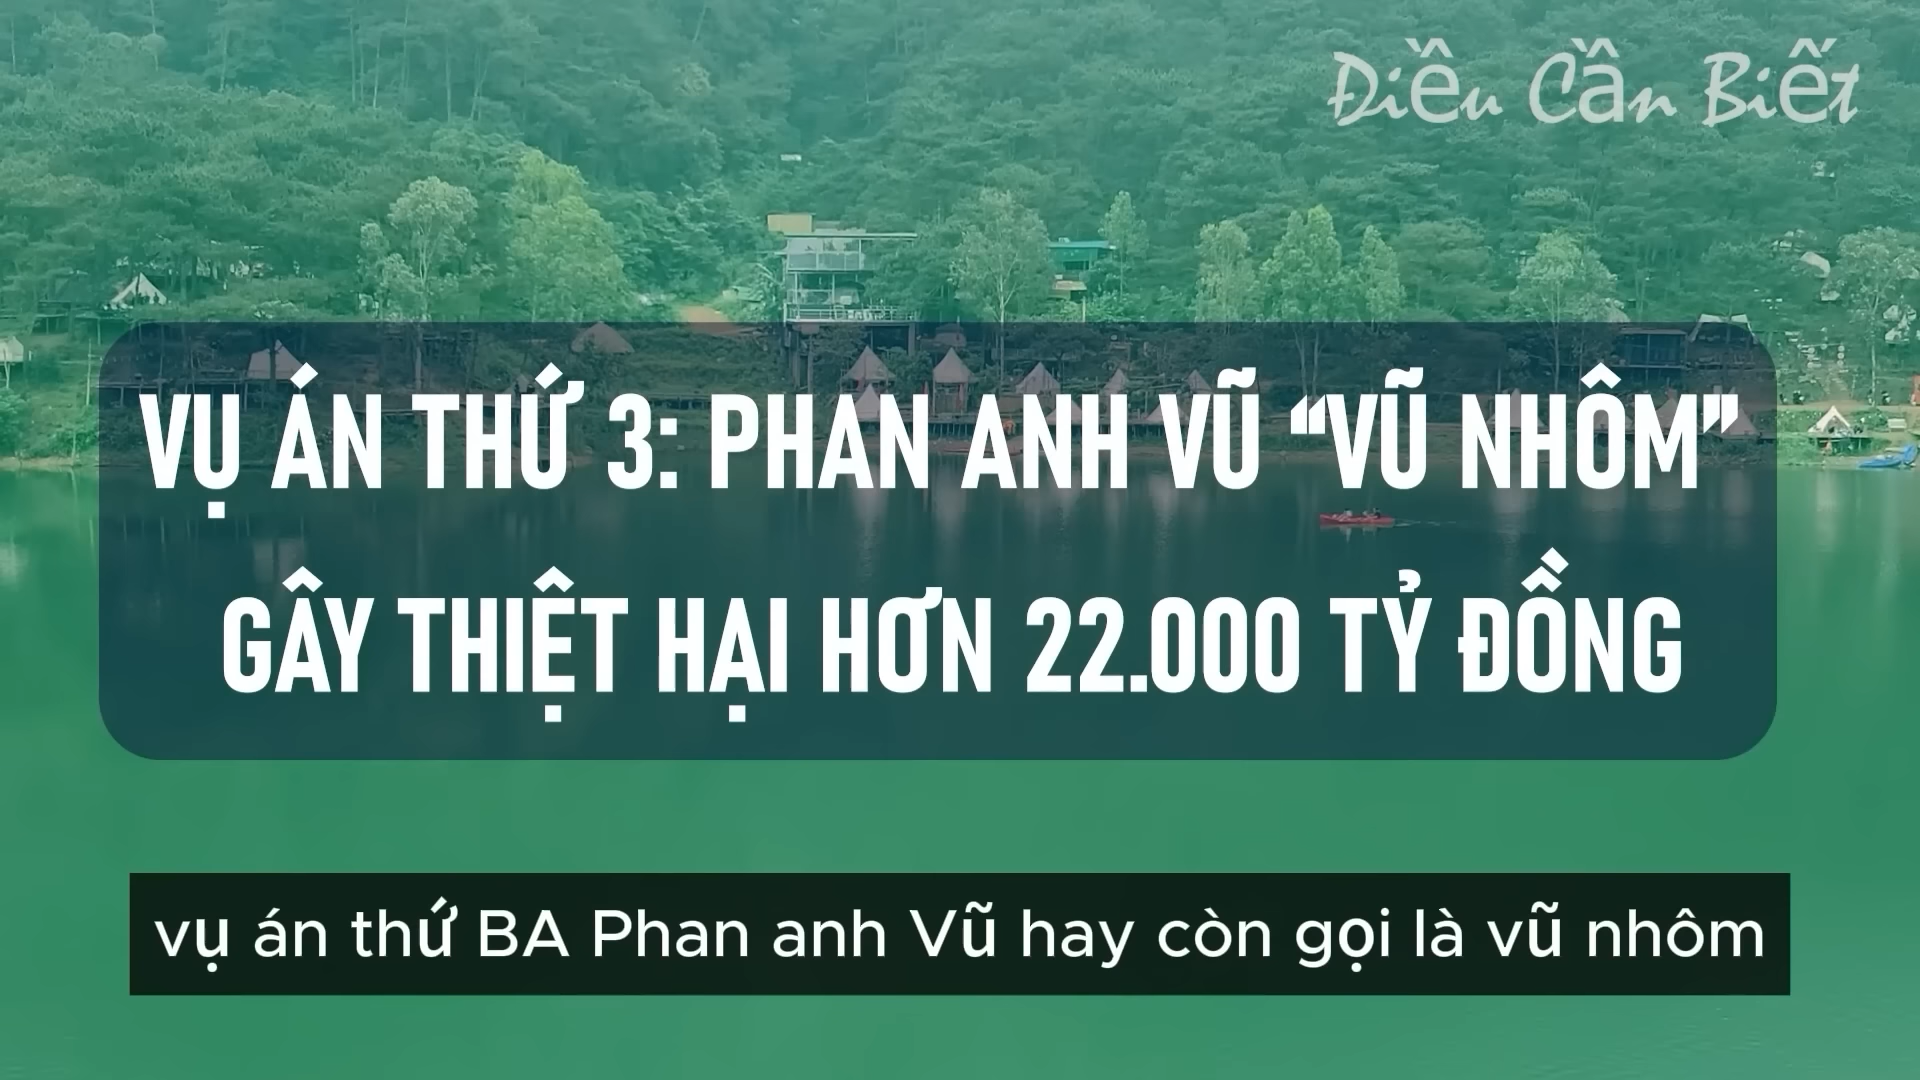 Điều Cần Biết
VỤ ÁN THỨ 3: PHAN ANH VŨ “VŨ NHÔM”
GÂY THIỆT HẠI HƠN 22.000 TỶ ĐỒNG
vụ án thứ BA Phan anh Vũ hay còn gọi là vũ nhôm